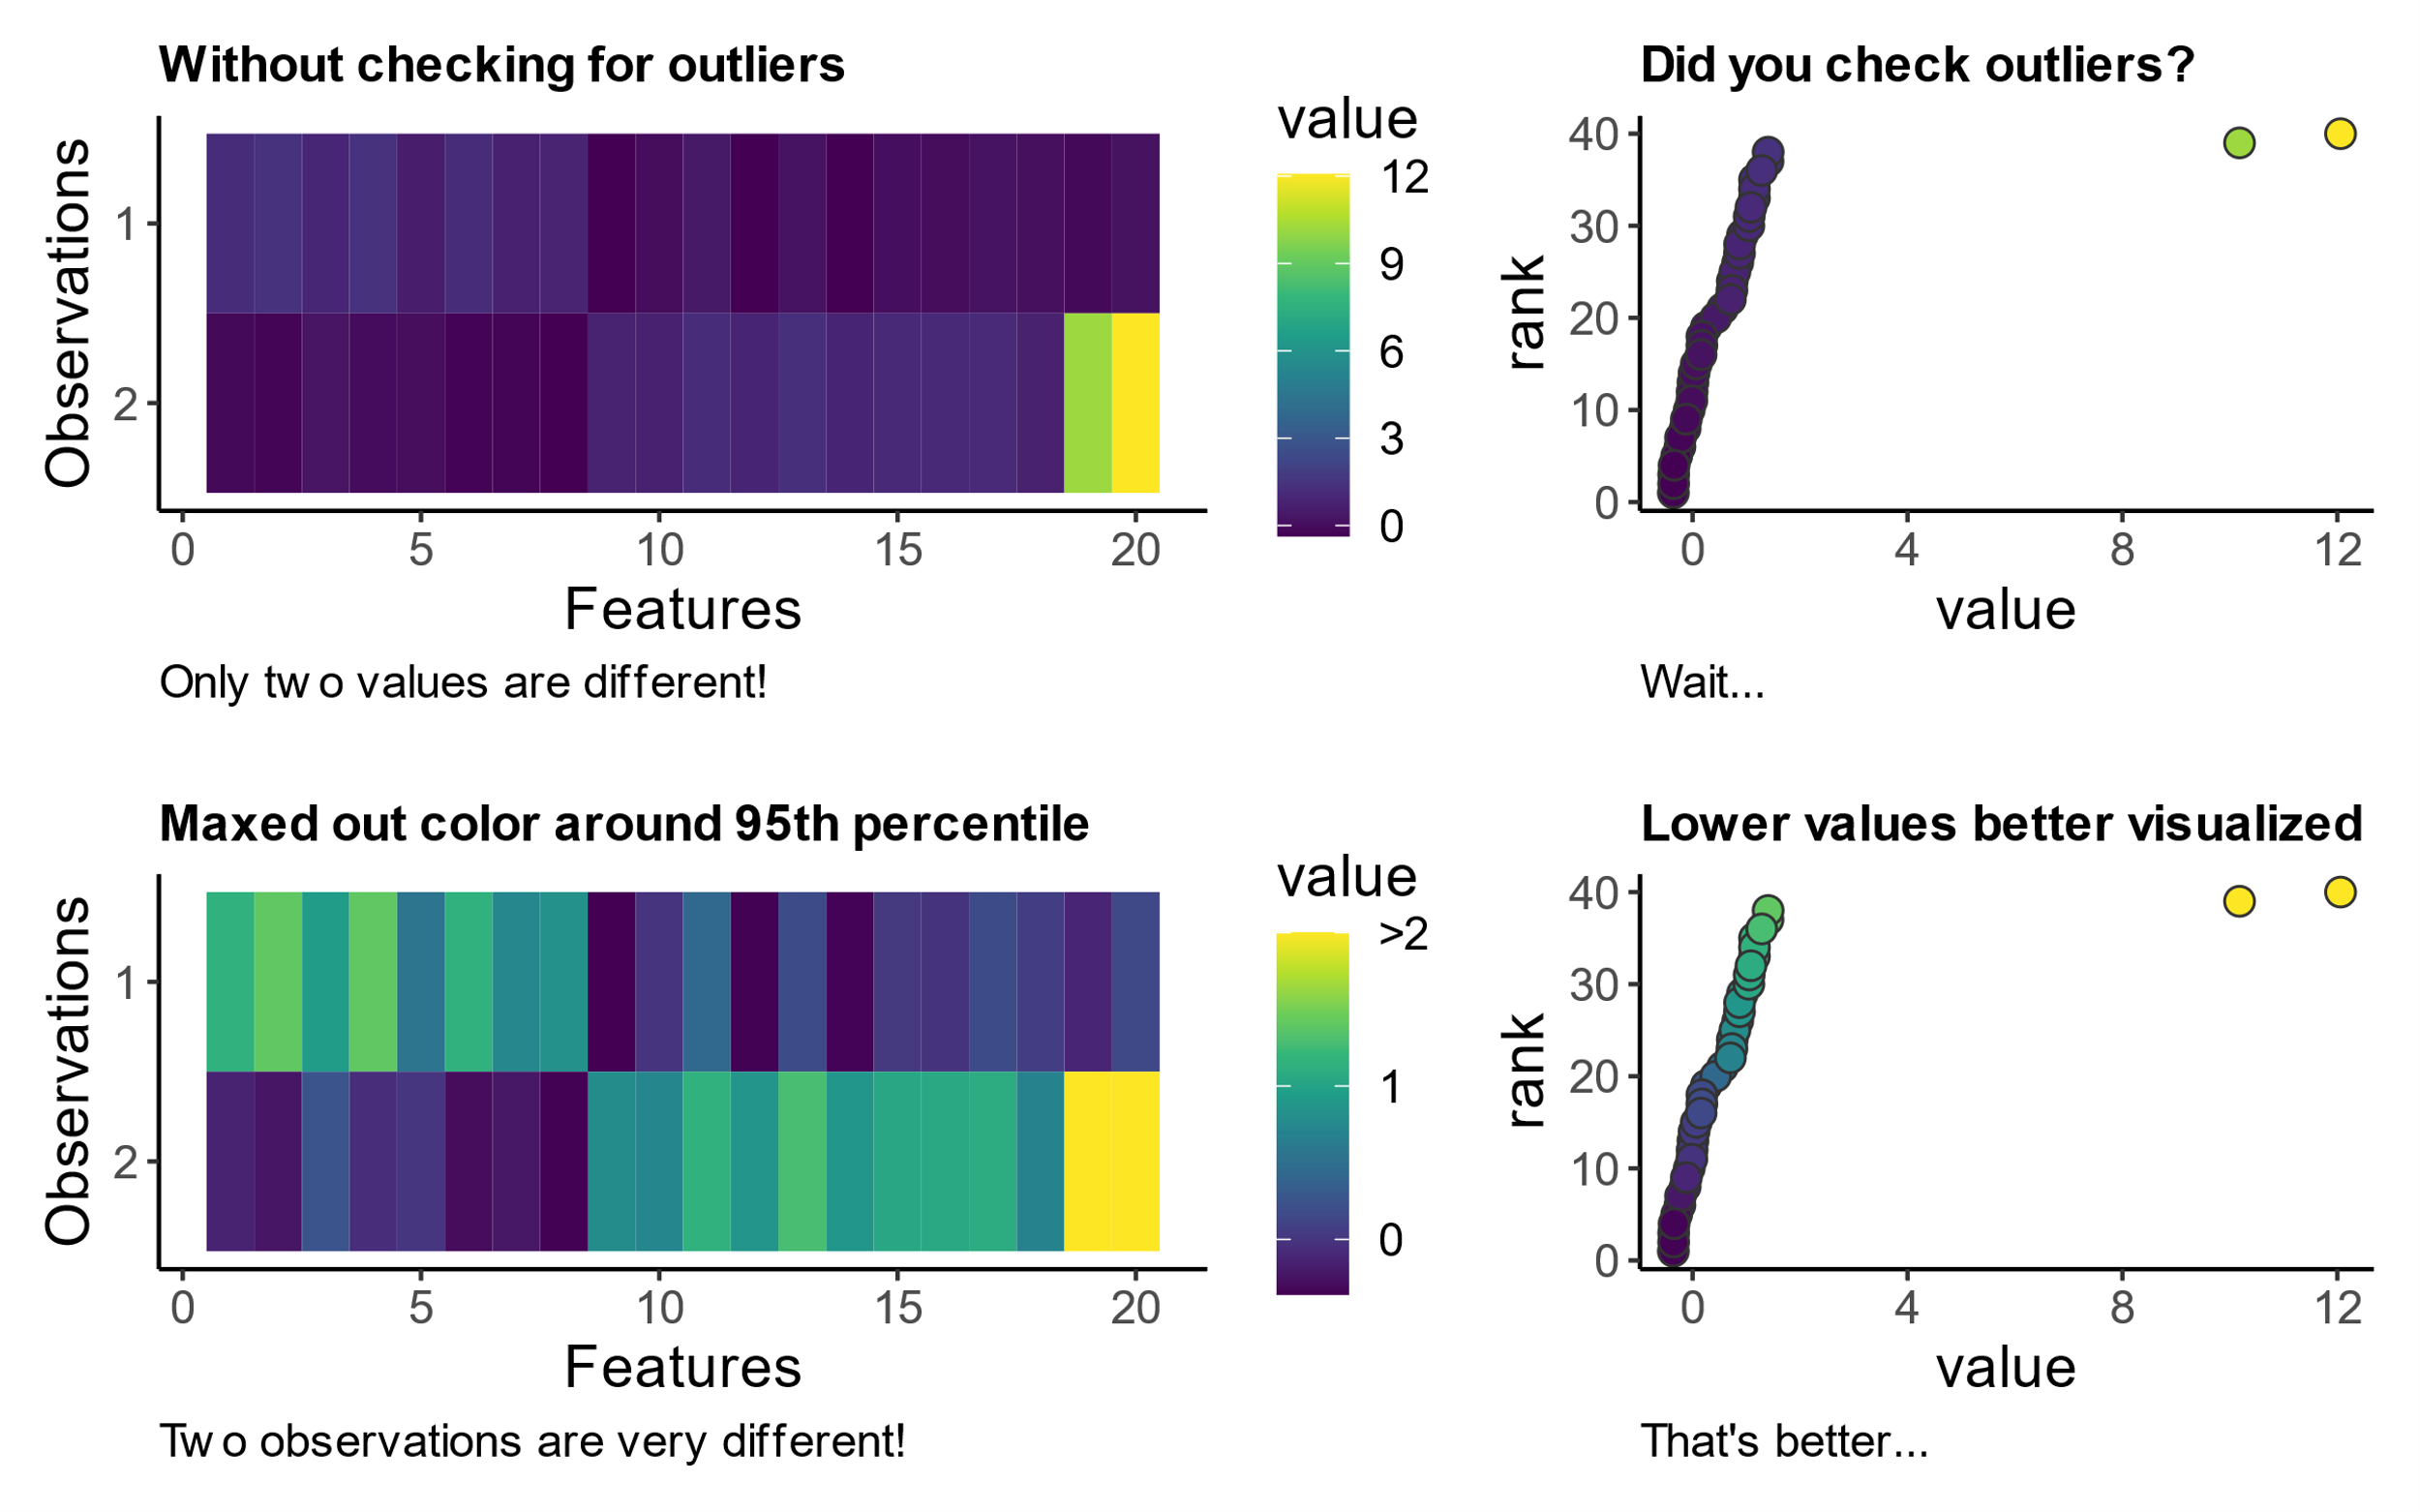 Without checking for outliers
Observations
1
2
0 5 10 15 20
Features
Only two values are different!
value
12
9
6
3
0
Did you check outliers?
rank
40
30
20
10
0
0 4 8 12
value
Wait...
Maxed out color around 95th percentile
Observations
1
2
0 5 10 15 20
Features
Two observations are very different!
value
>2
1
0
Lower values better visualized
rank
40
30
20
10
0
0 4 8 12
value
That's better...